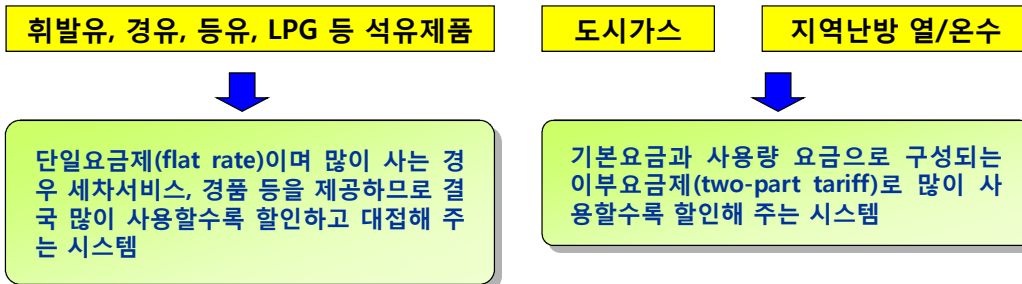 휘발유, 경유, 등유, LPG 등 석유제품
도시가스
지역난방 열/온수
단일요금제(flat rate)이며 많이 사는 경
우 세차서비스, 경품 등을 제공하므로 결
국 많이 사용할수록 할인하고 대접해 주
는 시스템
기본요금과 사용량 요금으로 구성되는
이부요금제(two-part tariff)로 많이 사
용할수록 할인해 주는 시스템